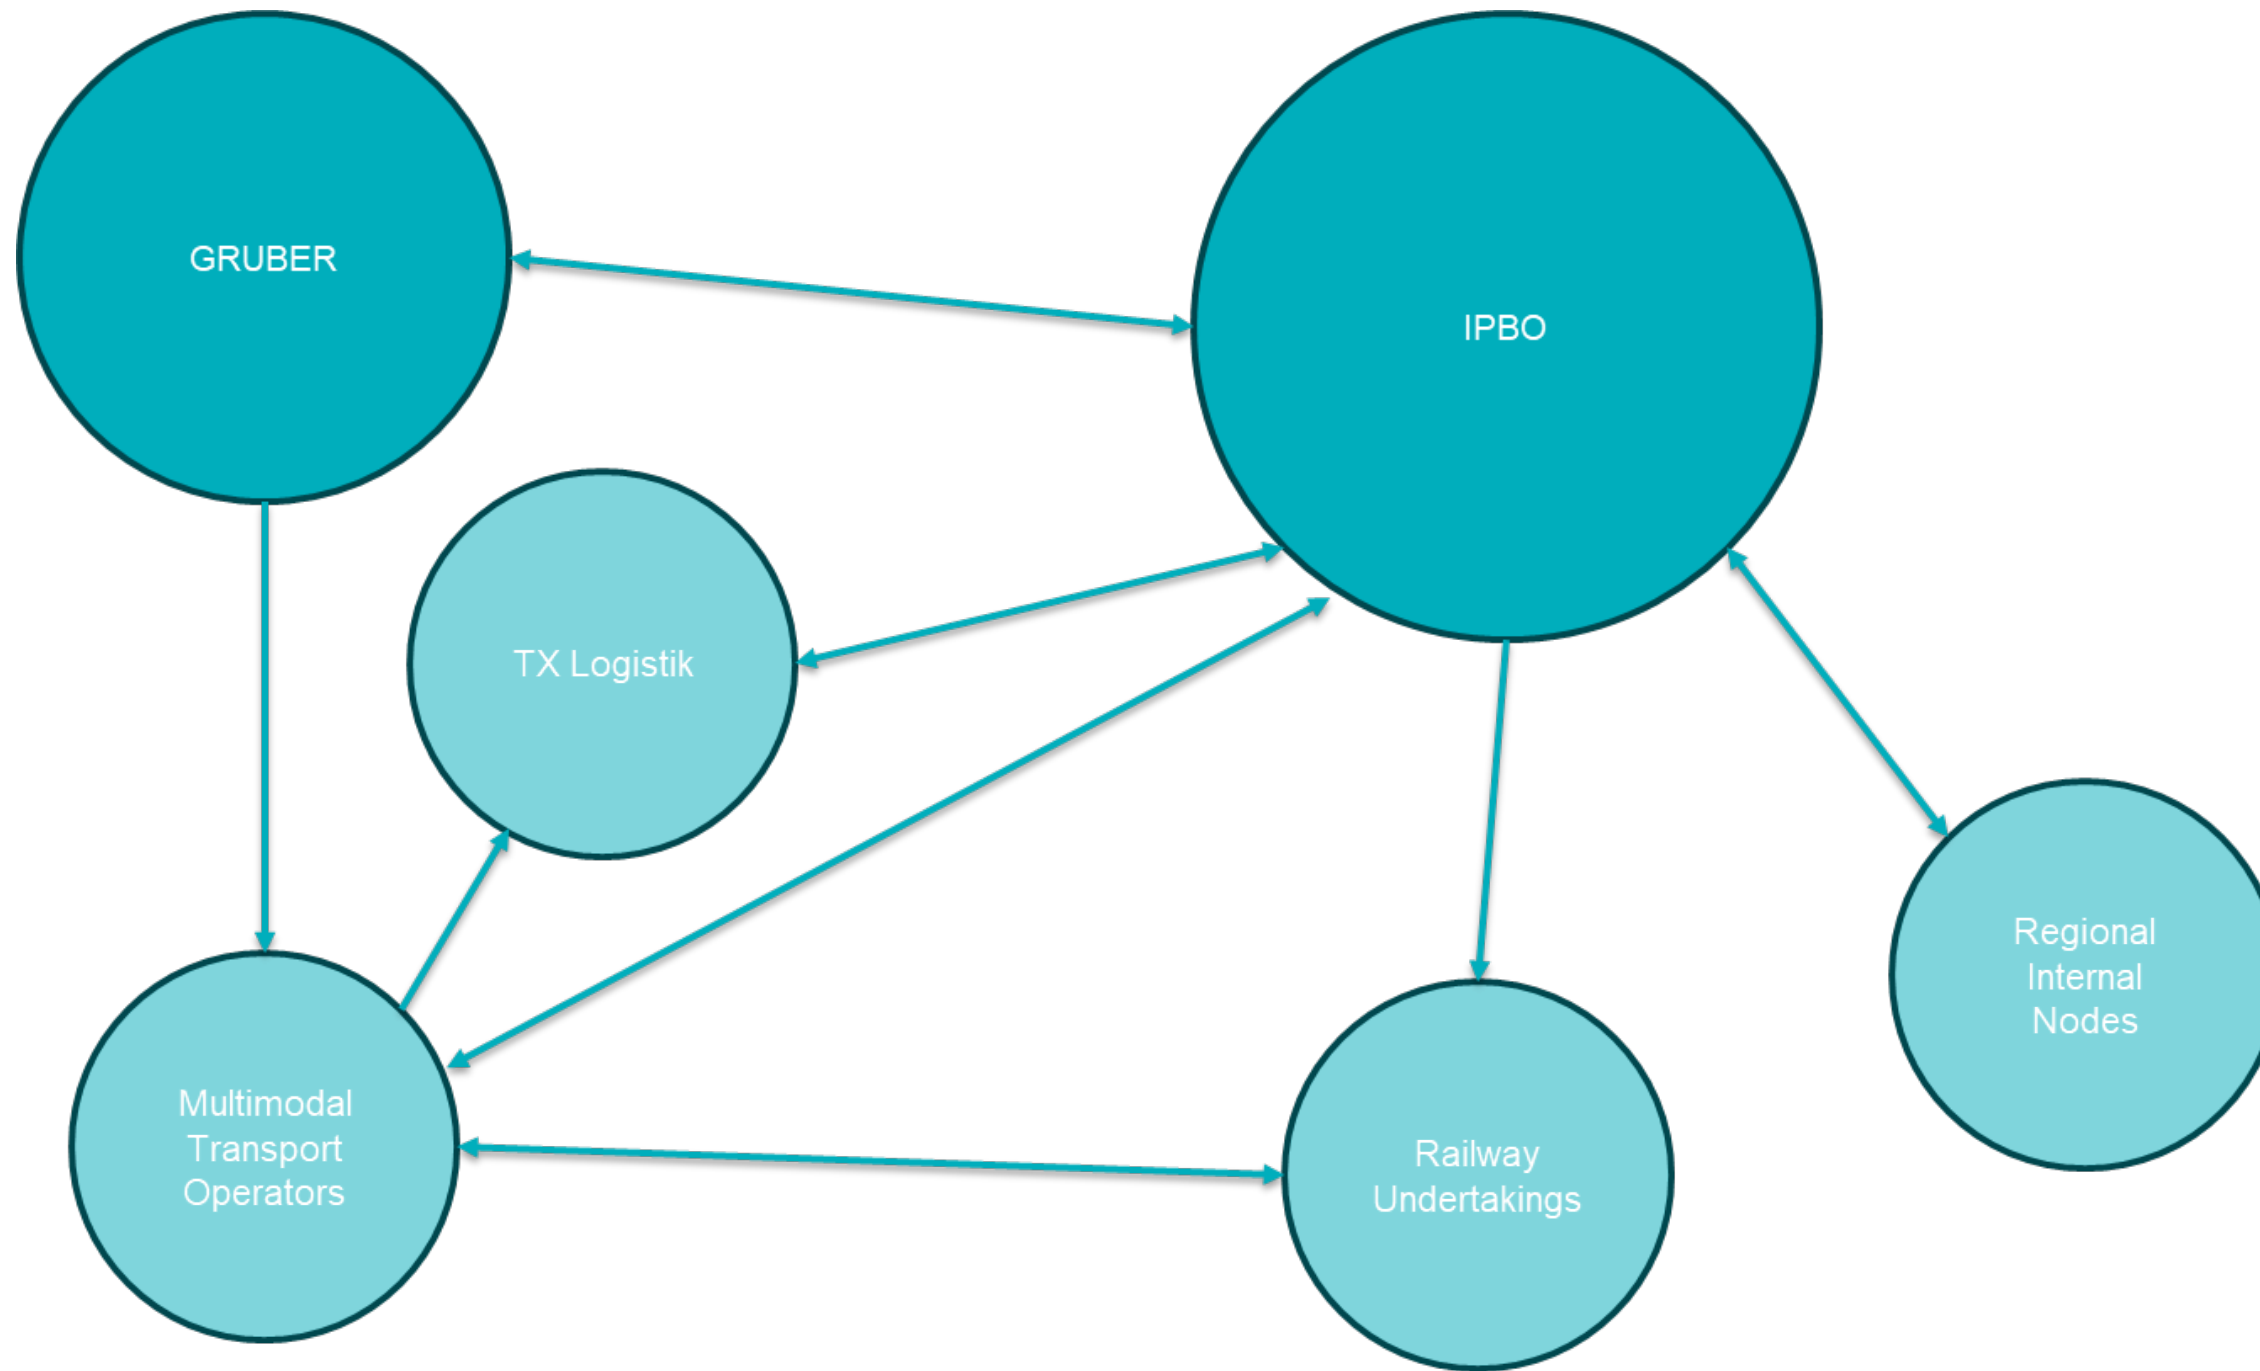 GRUBER
IPBO
TX Logistik
Regional
Internal
Nodes
Multimodal
Transport
Operators
Railway
Undertakings